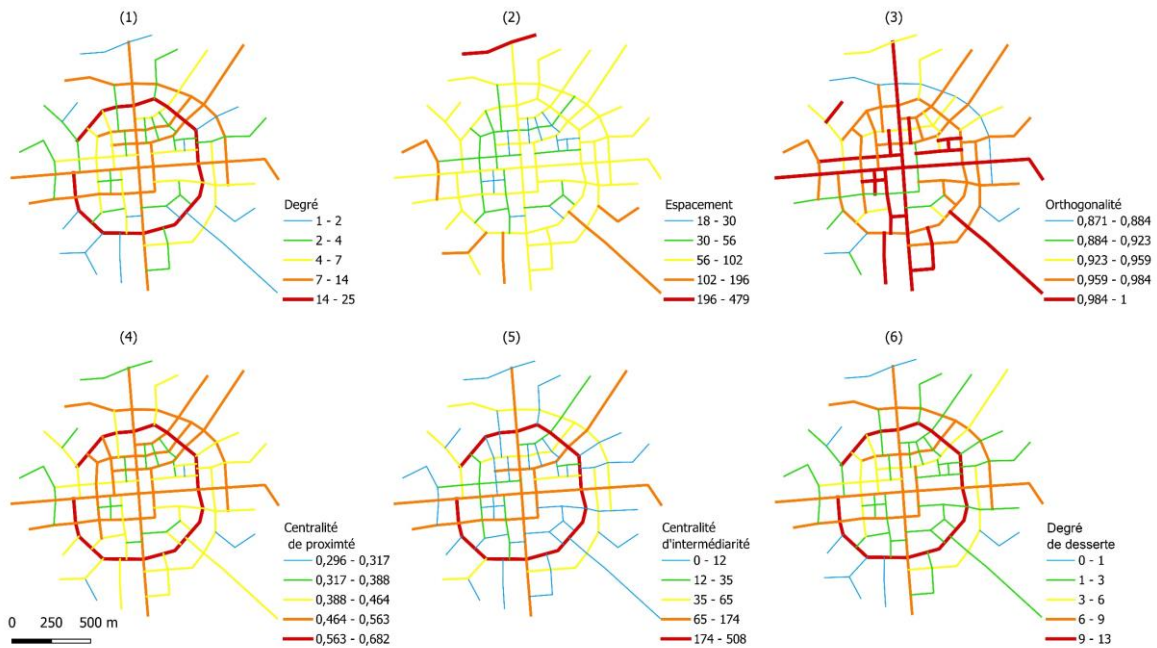 (1)
Degré
1 - 2
2 - 4
4 - 7
7 - 14
14 - 25
(2)
Espacement
18 - 30
30 - 56
56 - 102
102 - 196
196 - 479
(3)
Orthogonalité
0,871 - 0,884
0,884 - 0,923
0,923 - 0,959
0,959 - 0,984
0,984 - 1
(4)
Centralité
de proximté
0,296 - 0,317
0,317 - 0,388
0,388 - 0,464
0,464 - 0,563
0,563 - 0,682
0 250 500 m
(5)
Centralité
d'intermédiarité
0 - 12
12 - 35
35 - 65
65 - 174
174 - 508
(6)
Degré
de desserte
0 - 1
1 - 3
3 - 6
6 - 9
9 - 13